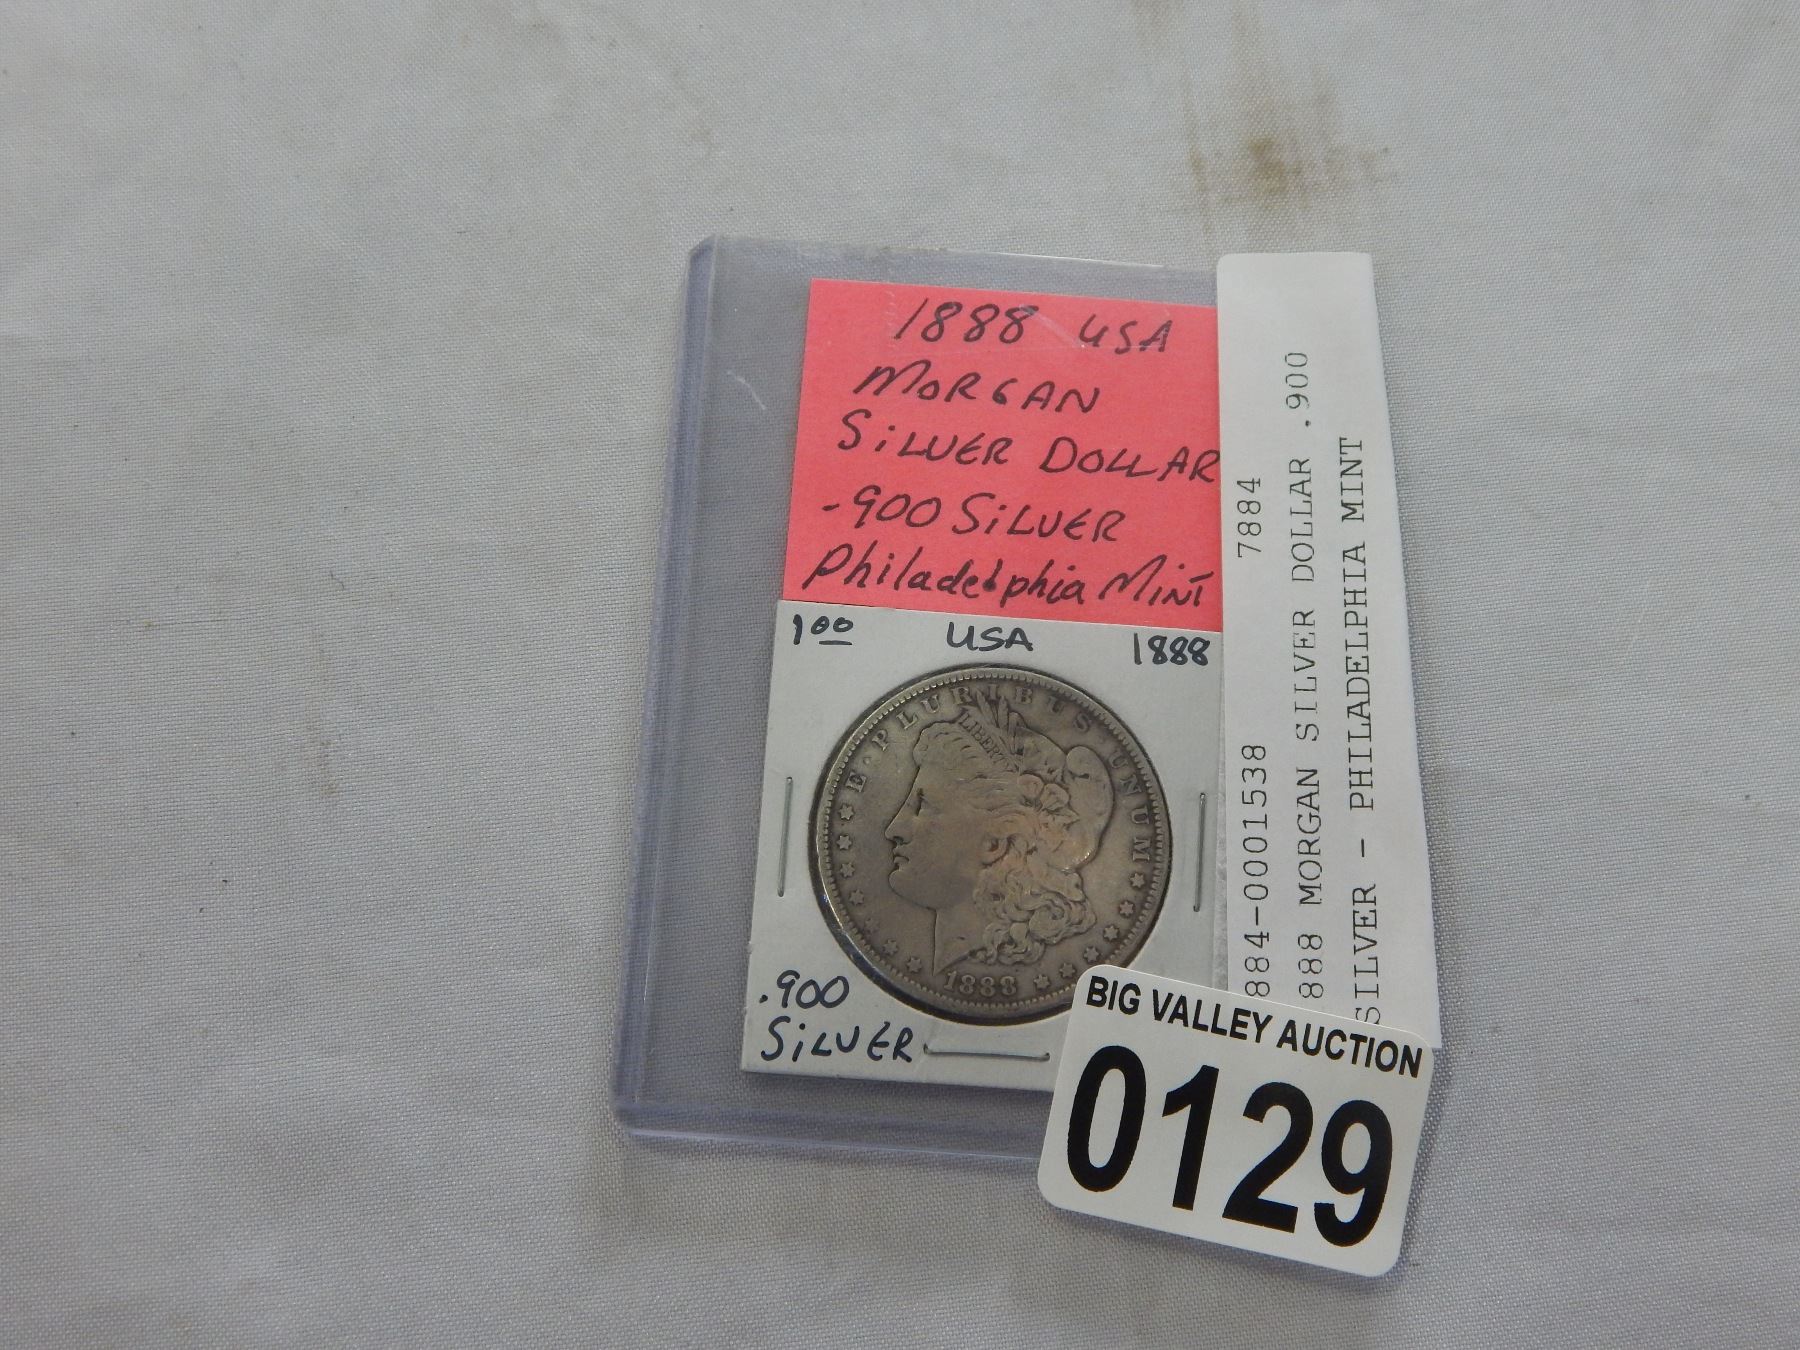 1888 USA
MORGAN
SILVER DOLLAR
.900 SILVER
Philadelphia MINT
1.00 USA 1888
E·PLURIBUS UNUM
LIBERTY
1888
.900
SILVER
7884
884-0001538
888 MORGAN SILVER DOLLAR .900
SILVER - PHILADELPHIA MINT
BIG VALLEY AUCTION
0129